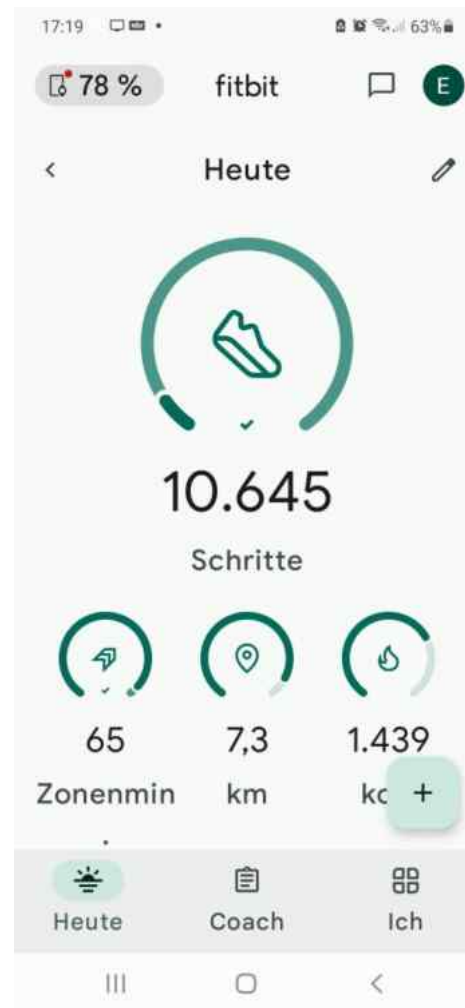 17:19 63%
78 % fitbit E
Heute
10.645
Schritte
65 7,3 1.439
Zonenmin km kc +
.
Heute Coach Ich